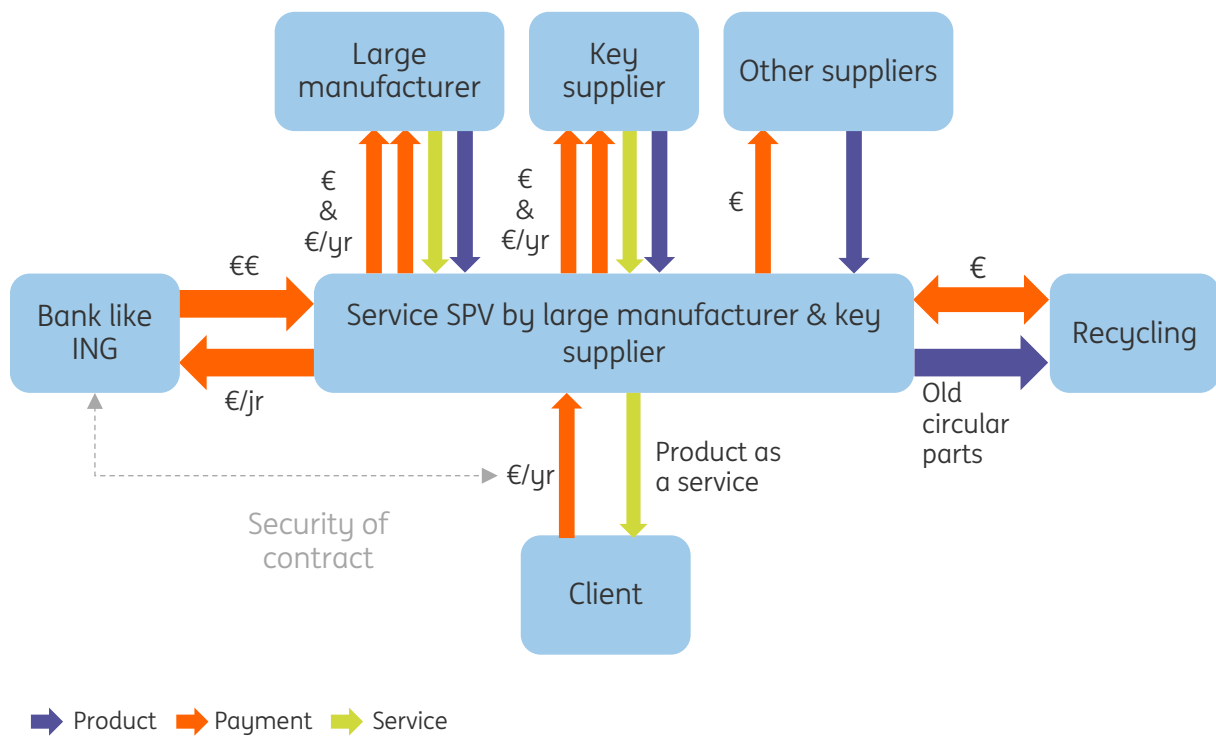 Large
manufacturer
Key
supplier
Other suppliers
€
&
€/yr
€
&
€/yr
€
€€
€
Bank like
ING
Service SPV by large manufacturer & key
supplier
Recycling
€/jr
Old
circular
parts
€/yr
Product as
a service
Security of
contract
Client
Product
Payment
Service